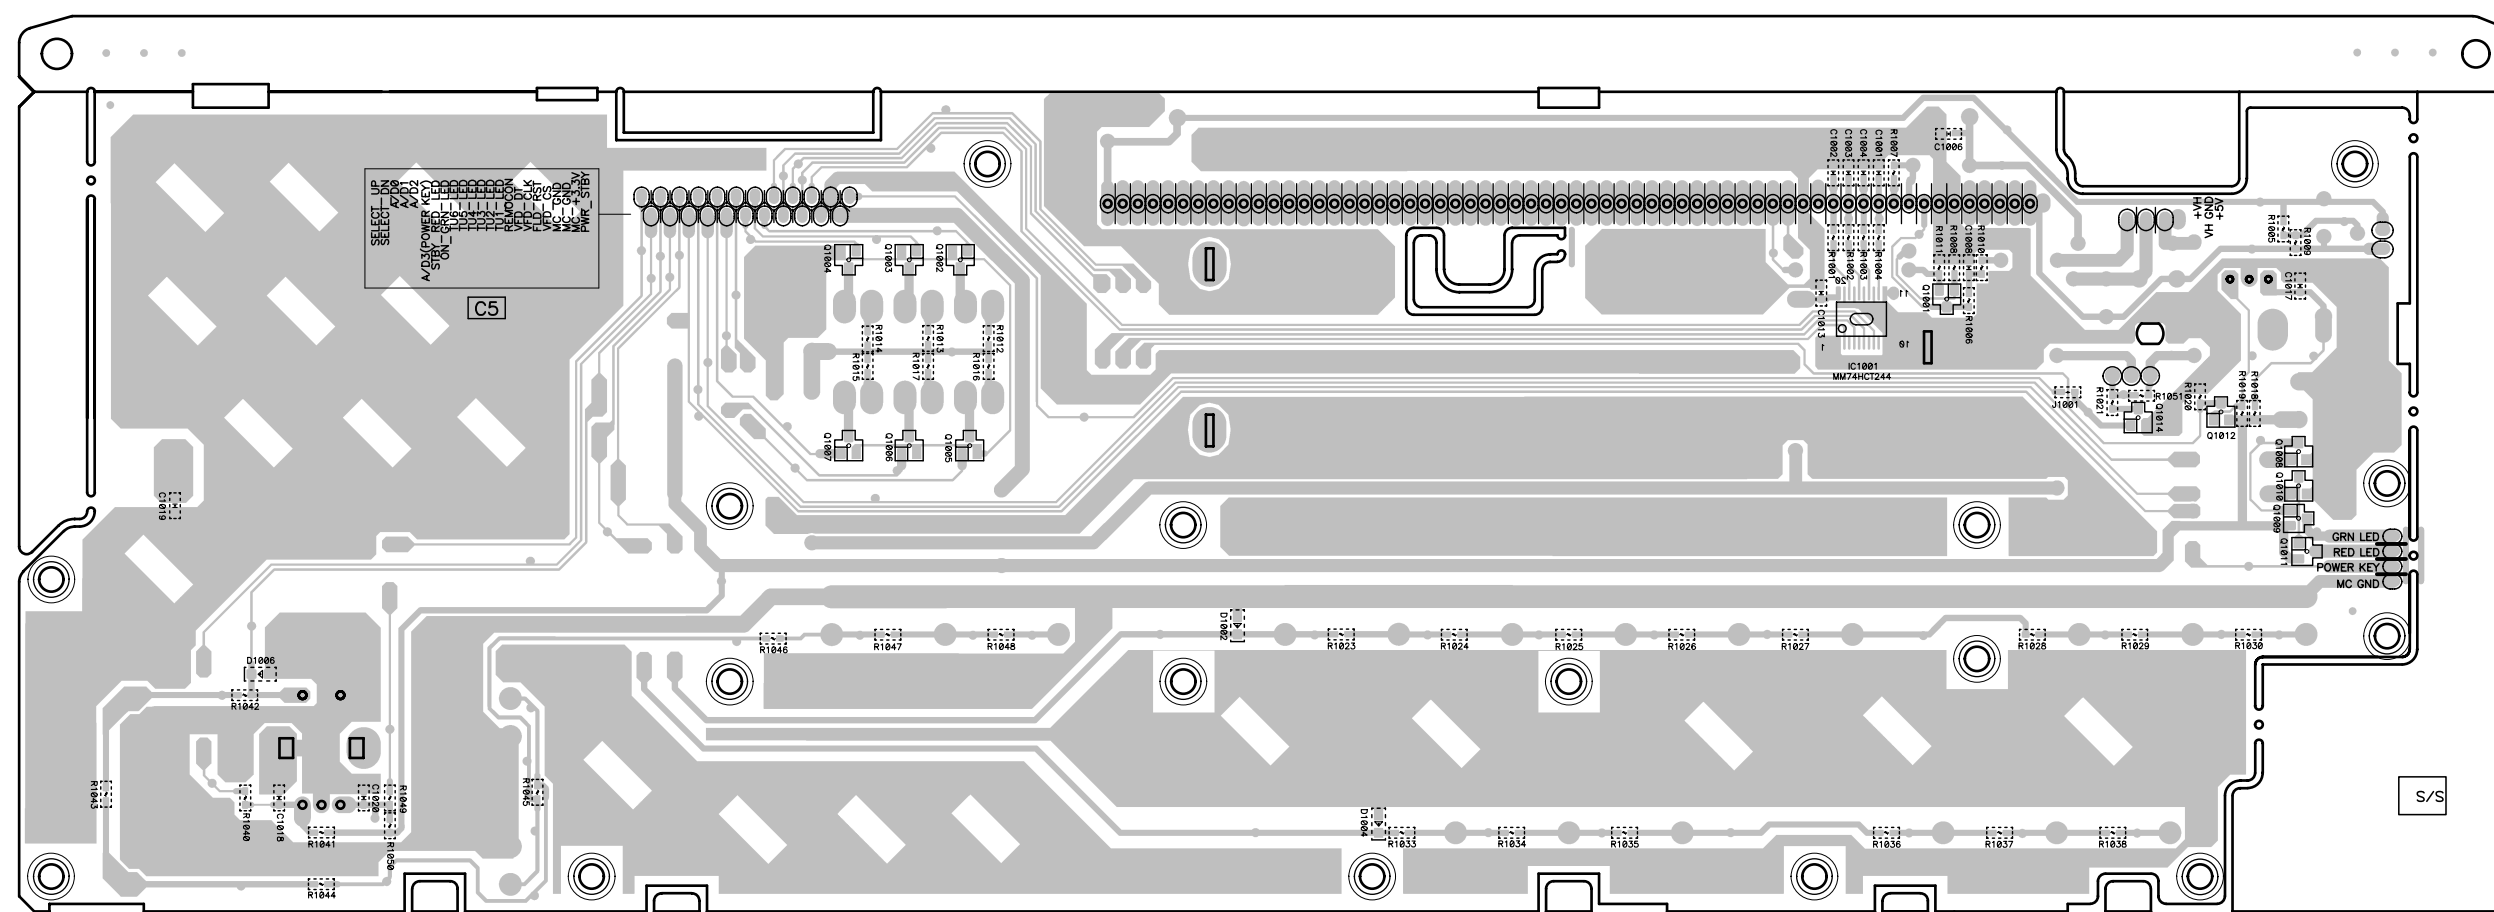 SELECT_UP
SELECT_DN
A/D0
A/D1
A/D2
A/D3(POWER KEY)
STBY_RED_LED
ON_GRN_LED
TU6_LED
TU5_LED
TU4_LED
TU3_LED
TU2_LED
TU1_LED
REMOCON
VFD_DT
VFD_CLK
FLD_RST
VFD_CS
MC_GND
MC_GND
MC_+3.3V
PWR_STBY
C5
Q1004
Q1003
Q1002
R1014
R1013
R1012
R1015
R1017
R1016
Q1007
Q1006
Q1005
C1002
C1003
C1004
C1001
R1007
C1006
R1001
R1002
R1003
R1004
R1011
R1008
C1008
R1010
20
11
Q1001
R1006
C1013
1
10
IC1001
MM74HCT244
+VH
VH GND
+5V
R1005
R1009
C1017
J1001
R1021
R1051
Q1014
R1020
Q1012
R1019
R1018
Q1008
Q1010
Q1009
Q1011
GRN LED
RED LED
POWER KEY
MC GND
C1019
D1006
R1042
R1043
R1040
C1018
R1041
C1020
R1049
R1050
R1044
R1045
R1046
R1047
R1048
D1002
R1023
R1024
R1025
R1026
R1027
R1028
R1029
R1030
D1004
R1033
R1034
R1035
R1036
R1037
R1038
S/S